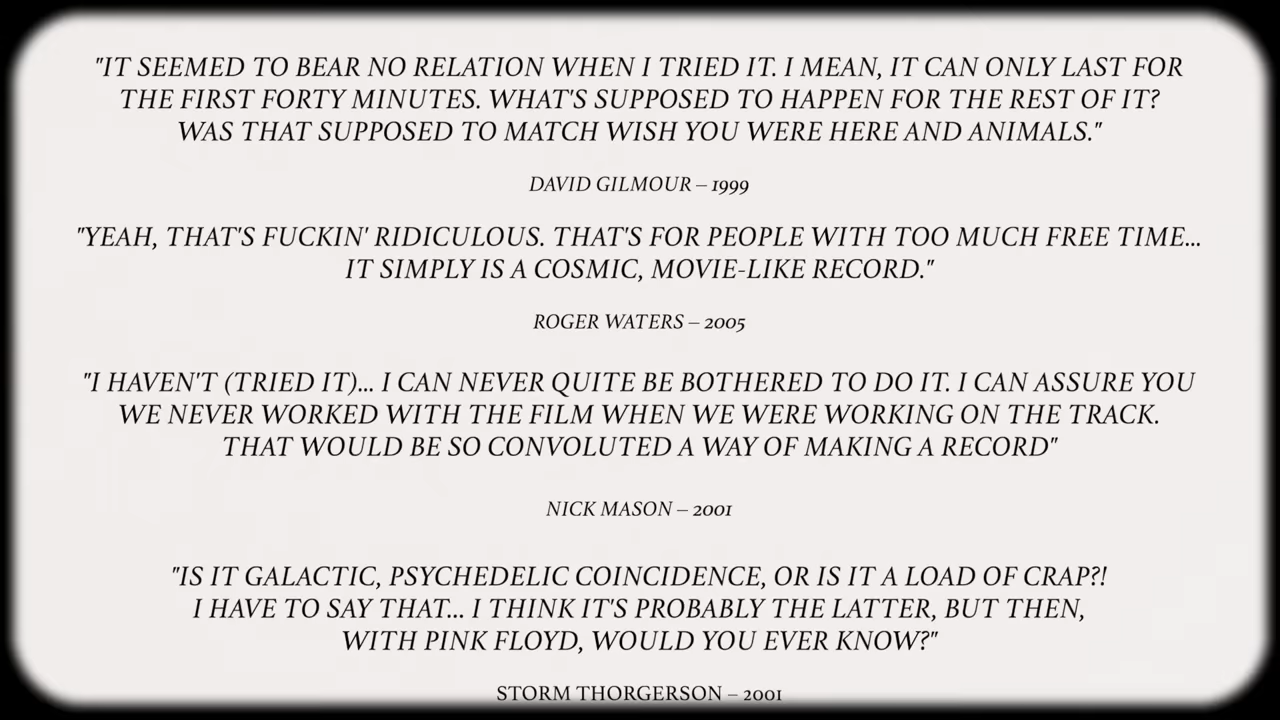 "IT SEEMED TO BEAR NO RELATION WHEN I TRIED IT. I MEAN, IT CAN ONLY LAST FOR
THE FIRST FORTY MINUTES. WHAT'S SUPPOSED TO HAPPEN FOR THE REST OF IT?
WAS THAT SUPPOSED TO MATCH WISH YOU WERE HERE AND ANIMALS."
DAVID GILMOUR – 1999
"YEAH, THAT'S FUCKIN' RIDICULOUS. THAT'S FOR PEOPLE WITH TOO MUCH FREE TIME...
IT SIMPLY IS A COSMIC, MOVIE-LIKE RECORD."
ROGER WATERS – 2005
"I HAVEN'T (TRIED IT)... I CAN NEVER QUITE BE BOTHERED TO DO IT. I CAN ASSURE YOU
WE NEVER WORKED WITH THE FILM WHEN WE WERE WORKING ON THE TRACK.
THAT WOULD BE SO CONVOLUTED A WAY OF MAKING A RECORD"
NICK MASON – 2001
"IS IT GALACTIC, PSYCHEDELIC COINCIDENCE, OR IS IT A LOAD OF CRAP?!
I HAVE TO SAY THAT... I THINK IT'S PROBABLY THE LATTER, BUT THEN,
WITH PINK FLOYD, WOULD YOU EVER KNOW?"
STORM THORGERSON – 2001